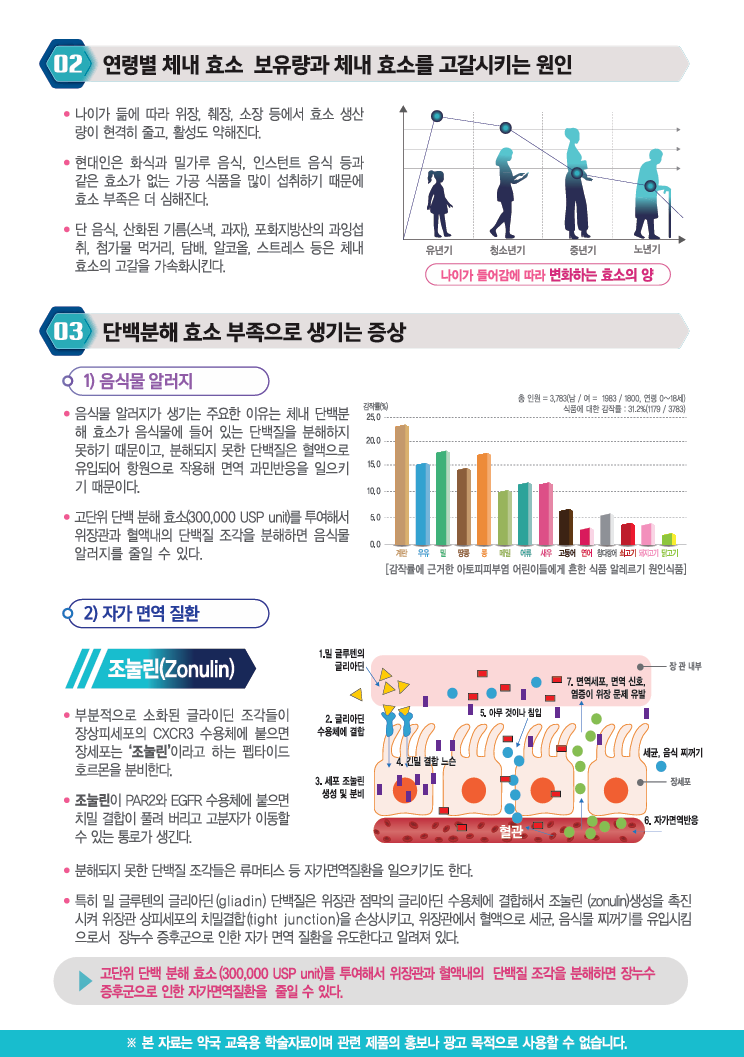 02 연령별 체내 효소 보유량과 체내 효소를 고갈시키는 원인
• 나이가 듦에 따라 위장, 췌장, 소장 등에서 효소 생산
량이 현격히 줄고, 활성도 약해진다.
• 현대인은 화식과 밀가루 음식, 인스턴트 음식 등과
같은 효소가 없는 가공 식품을 많이 섭취하기 때문에
효소 부족은 더 심해진다.
• 단 음식, 산화된 기름(스낵, 과자), 포화지방산의 과잉섭
취, 첨가물 먹거리, 담배, 알코올, 스트레스 등은 체내
효소의 고갈을 가속화시킨다.
유년기 청소년기 중년기 노년기
나이가 들어감에 따라 변화하는 효소의 양
03 단백분해 효소 부족으로 생기는 증상
1) 음식물 알러지
• 음식물 알러지가 생기는 주요한 이유는 체내 단백분
해 효소가 음식물에 들어 있는 단백질을 분해하지
못하기 때문이고, 분해되지 못한 단백질은 혈액으로
유입되어 항원으로 작용해 면역 과민반응을 일으키
기 때문이다.
• 고단위 단백 분해 효소(300,000 USP unit)를 투여해서
위장관과 혈액내의 단백질 조각을 분해하면 음식물
알러지를 줄일 수 있다.
총 인원 = 3,783(남 / 여 = 1983 / 1800, 연령 0~18세)
식품에 대한 감작률 : 31.2%(1179 / 3783)
감작률(%)
25.0
20.0
15.0
10.0
5.0
0.0
계란 우유 밀 땅콩 콩 메밀 어류 새우 고등어 연어 참다랑어 쇠고기 돼지고기 닭고기
[감작률에 근거한 아토피피부염 어린이들에게 흔한 식품 알레르기 원인식품]
2) 자가 면역 질환
조눌린(Zonulin)
• 부분적으로 소화된 글라이딘 조각들이
장상피세포의 CXCR3 수용체에 붙으면
장세포는 ‘조눌린’이라고 하는 펩타이드
호르몬을 분비한다.
• 조눌린이 PAR2와 EGFR 수용체에 붙으면
치밀 결합이 풀려 버리고 고분자가 이동할
수 있는 통로가 생긴다.
1.밀 글루텐의
글리아딘
2. 글리아딘
수용체에 결합
3. 세포 조눌린
생성 및 분비
4. 긴밀 결합 느슨
5. 아무 것이나 침입
7. 면역세포, 면역 신호,
염증이 위장 문제 유발
장 관 내부
세균, 음식 찌꺼기
장세포
6. 자가면역반응
혈관
• 분해되지 못한 단백질 조각들은 류머티스 등 자가면역질환을 일으키기도 한다.
• 특히 밀 글루텐의 글리아딘(gliadin) 단백질은 위장관 점막의 글리아딘 수용체에 결합해서 조눌린 (zonulin)생성을 촉진
시켜 위장관 상피세포의 치밀결합(tight junction)을 손상시키고, 위장관에서 혈액으로 세균, 음식물 찌꺼기를 유입시킴
으로서 장누수 증후군으로 인한 자가 면역 질환을 유도한다고 알려져 있다.
고단위 단백 분해 효소(300,000 USP unit)를 투여해서 위장관과 혈액내의 단백질 조각을 분해하면 장누수
증후군으로 인한 자가면역질환을 줄일 수 있다.
※ 본 자료는 약국 교육용 학술자료이며 관련 제품의 홍보나 광고 목적으로 사용할 수 없습니다.